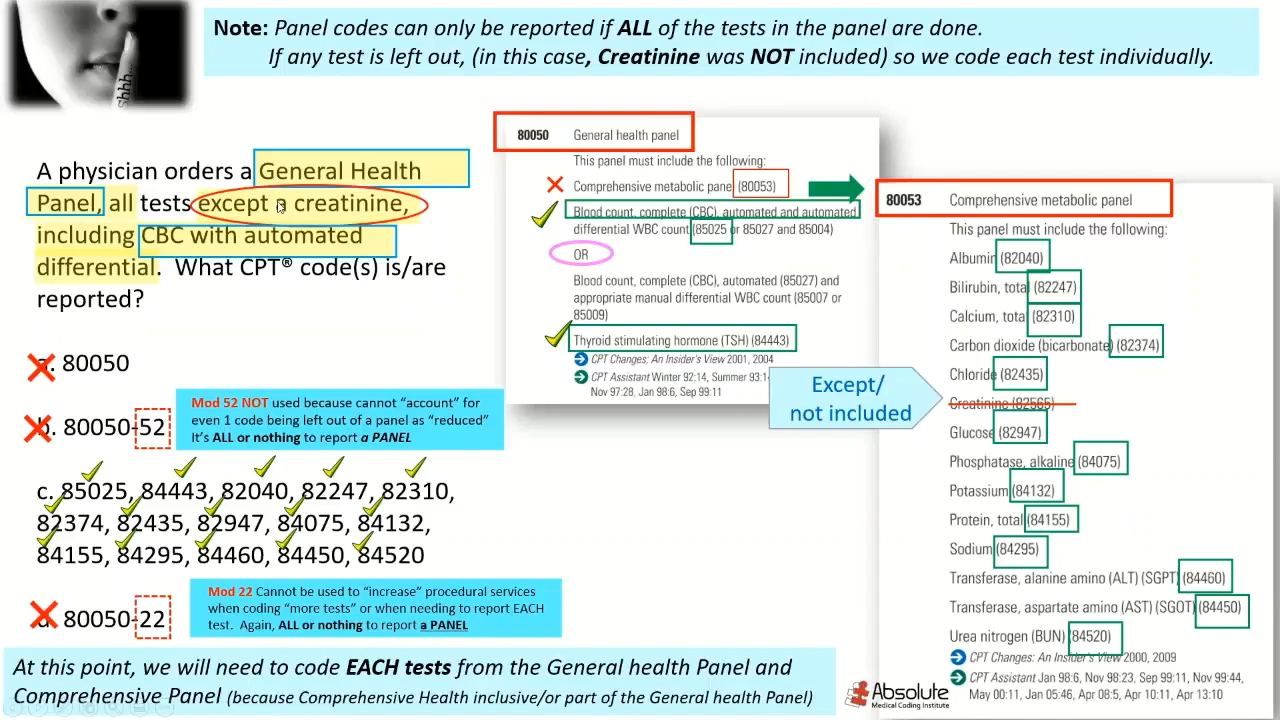 shhh...
Note: Panel codes can only be reported if ALL of the tests in the panel are done.
If any test is left out, (in this case, Creatinine was NOT included) so we code each test individually.
A physician orders a General Health
Panel, all tests except a creatinine,
including CBC with automated
differential. What CPT® code(s) is/are
reported?
a. 80050
b. 80050-52
Mod 52 NOT used because cannot “account” for
even 1 code being left out of a panel as “reduced”
It’s ALL or nothing to report a PANEL
c. 85025, 84443, 82040, 82247, 82310,
82374, 82435, 82947, 84075, 84132,
84155, 84295, 84460, 84450, 84520
d. 80050-22
Mod 22 Cannot be used to “increase” procedural services
when coding “more tests” or when needing to report EACH
test. Again, ALL or nothing to report a PANEL
80050 General health panel
This panel must include the following:
Comprehensive metabolic panel (80053)
Blood count, complete (CBC), automated and automated
differential WBC count (85025 or 85027 and 85004)
OR
Blood count, complete (CBC), automated (85027) and
appropriate manual differential WBC count (85007 or
85009)
Thyroid stimulating hormone (TSH) (84443)
CPT Changes: An Insider's View 2001, 2004
CPT Assistant Winter 92:14, Summer 93:14
Nov 97:28, Jan 98:6, Sep 99:11
Except/
not included
80053 Comprehensive metabolic panel
This panel must include the following:
Albumin (82040)
Bilirubin, total (82247)
Calcium, total (82310)
Carbon dioxide (bicarbonate) (82374)
Chloride (82435)
Creatinine (82565)
Glucose (82947)
Phosphatase, alkaline (84075)
Potassium (84132)
Protein, total (84155)
Sodium (84295)
Transferase, alanine amino (ALT) (SGPT) (84460)
Transferase, aspartate amino (AST) (SGOT) (84450)
Urea nitrogen (BUN) (84520)
CPT Changes: An Insider's View 2000, 2009
CPT Assistant Jan 98:6, Nov 98:23, Sep 99:11, Nov 99:44,
May 00:11, Jan 05:46, Apr 08:5, Apr 10:11, Apr 13:10
At this point, we will need to code EACH tests from the General health Panel and
Comprehensive Panel (because Comprehensive Health inclusive/or part of the General health Panel)
Absolute
Medical Coding Institute